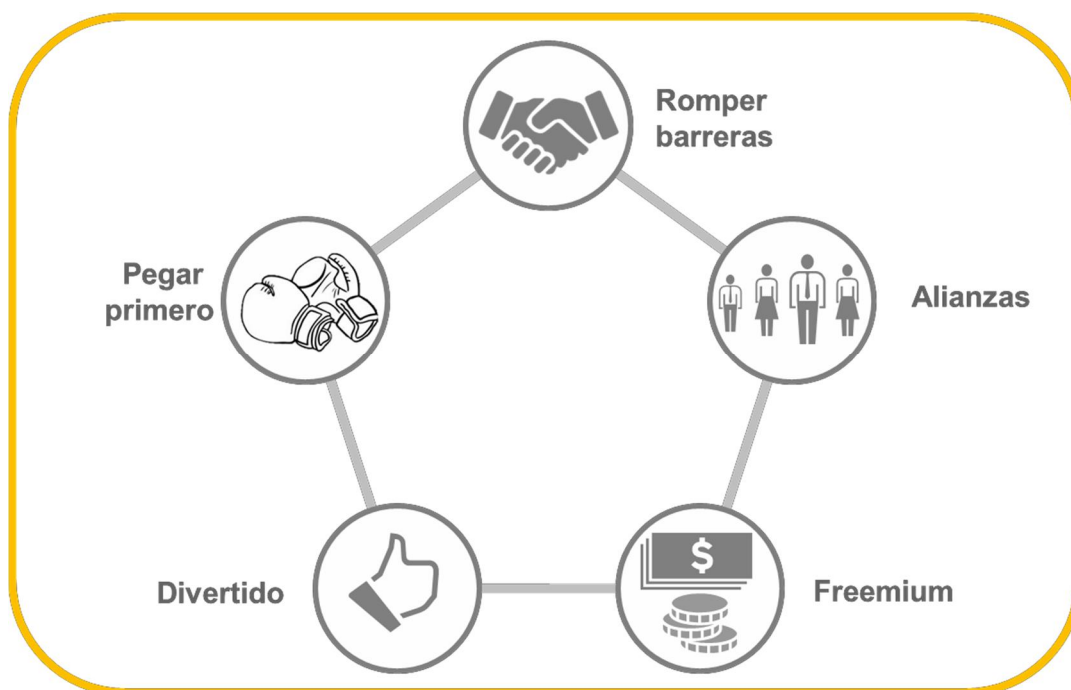 Romper
barreras
Alianzas
Freemium
Divertido
Pegar
primero
$